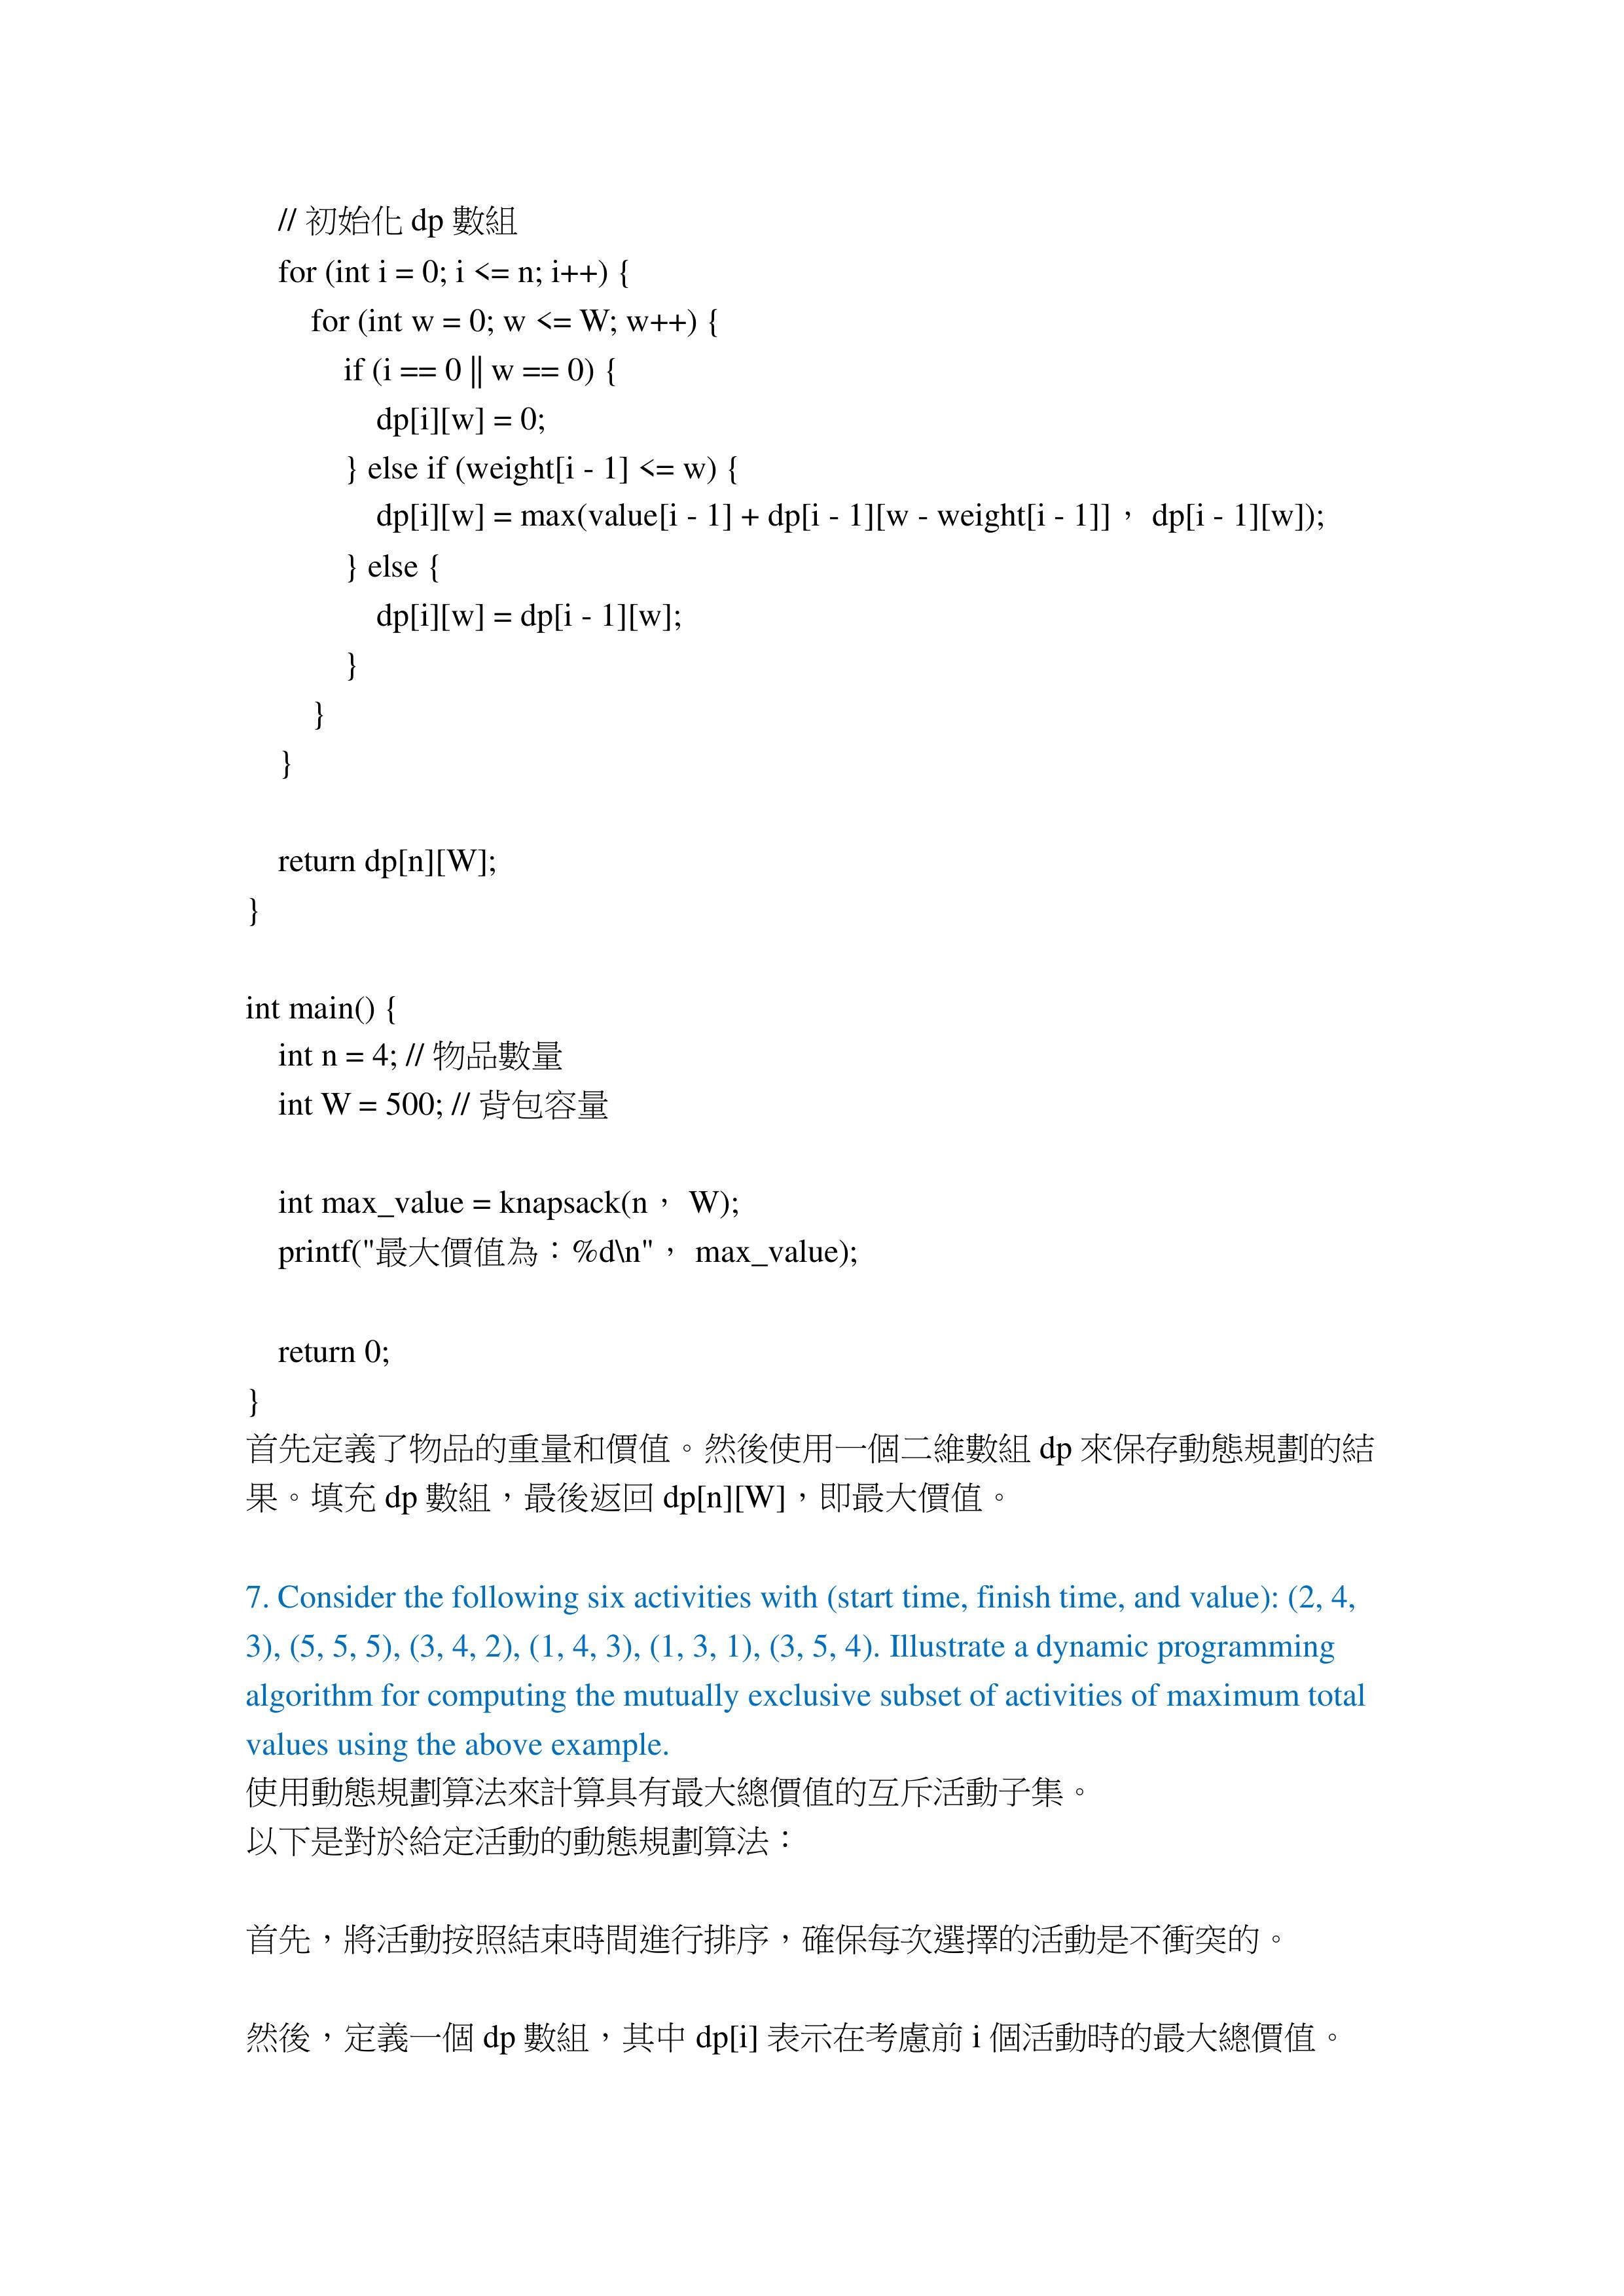 // 初始化 dp 數組
for (int i = 0; i <= n; i++) {
for (int w = 0; w <= W; w++) {
if (i == 0 || w == 0) {
dp[i][w] = 0;
} else if (weight[i - 1] <= w) {
dp[i][w] = max(value[i - 1] + dp[i - 1][w - weight[i - 1]]， dp[i - 1][w]);
} else {
dp[i][w] = dp[i - 1][w];
}
}
}
return dp[n][W];
}
int main() {
int n = 4; // 物品數量
int W = 500; // 背包容量
int max_value = knapsack(n， W);
printf("最大價值為：%d\n"， max_value);
return 0;
}
首先定義了物品的重量和價值。然後使用一個二維數組 dp 來保存動態規劃的結
果。填充 dp 數組，最後返回 dp[n][W]，即最大價值。
7. Consider the following six activities with (start time, finish time, and value): (2, 4,
3), (5, 5, 5), (3, 4, 2), (1, 4, 3), (1, 3, 1), (3, 5, 4). Illustrate a dynamic programming
algorithm for computing the mutually exclusive subset of activities of maximum total
values using the above example.
使用動態規劃算法來計算具有最大總價值的互斥活動子集。
以下是對於給定活動的動態規劃算法：
首先，將活動按照結束時間進行排序，確保每次選擇的活動是不衝突的。
然後，定義一個 dp 數組，其中 dp[i] 表示在考慮前 i 個活動時的最大總價值。